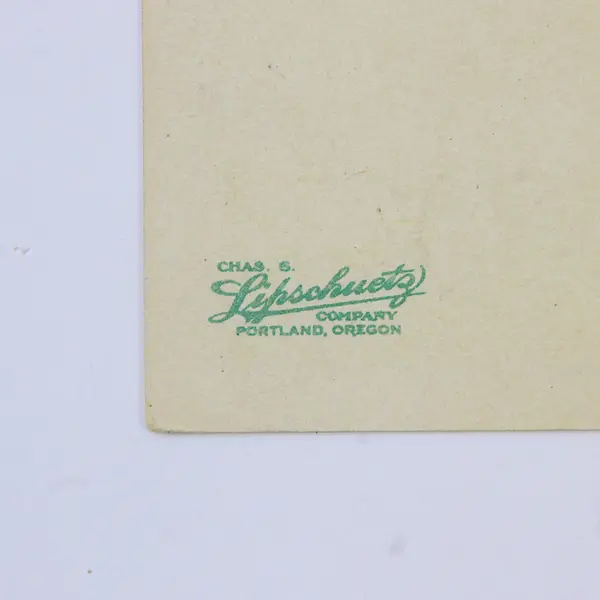 CHAS. S.
Lipschuetz
COMPANY
PORTLAND, OREGON